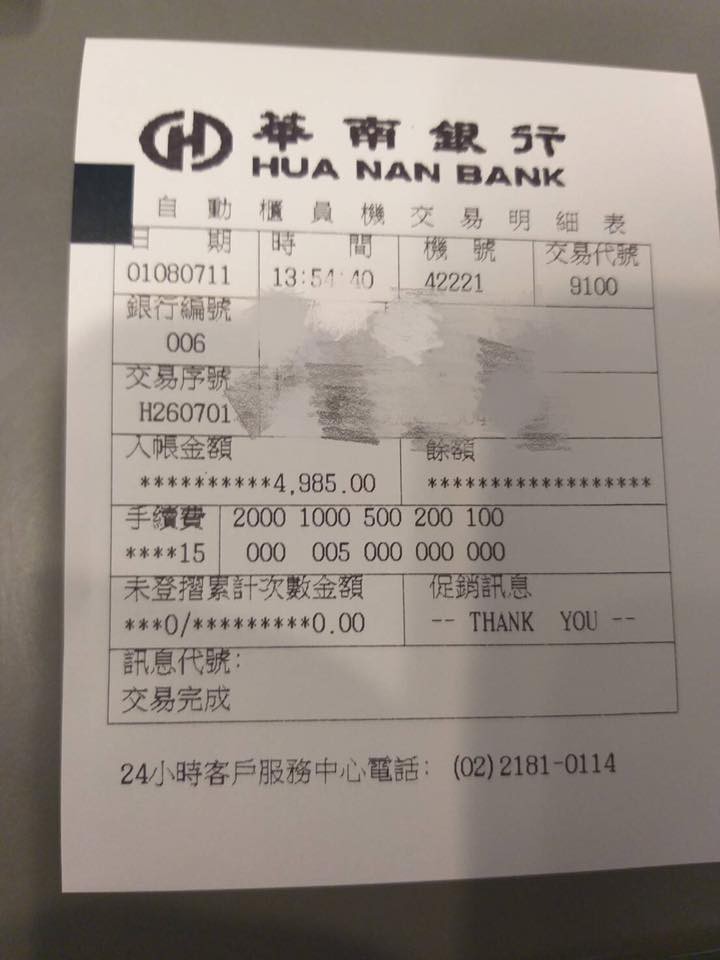 華南銀行
HUA NAN BANK
自動櫃員機交易明細表
日期 時間 機號 交易代號
01080711 13:54:40 42221 9100
銀行編號
006
交易序號
H260701
入帳金額 餘額
**********4,985.00 ******************
手續費 2000 1000 500 200 100
****15 000 005 000 000 000
未登摺累計次數金額 促銷訊息
***0/*********0.00 -- THANK YOU --
訊息代號:
交易完成
24小時客戶服務中心電話: (02)2181-0114